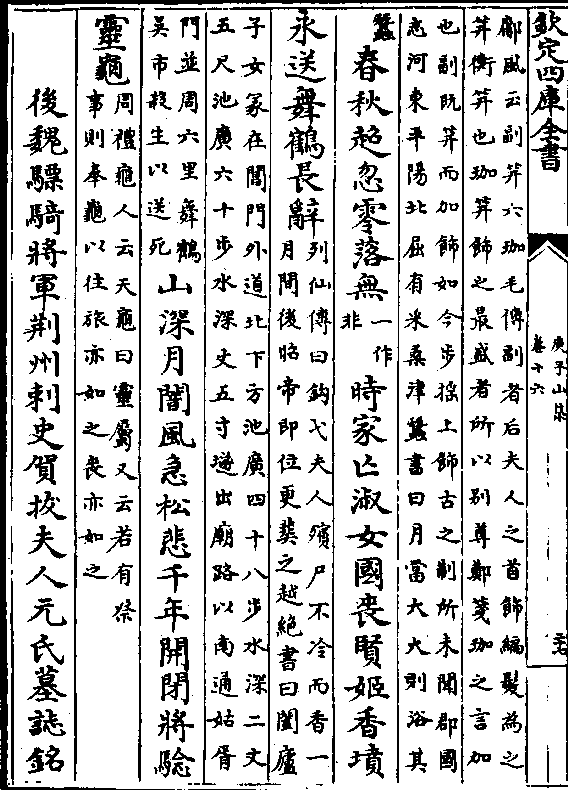 欽定四庫全書
庾子山集
卷十六
鄘風云副笄六珈毛傳副者后夫人之首飾編髮為之
笄衡笄也珈笄飾之最盛者所以别尊鄭箋珈之言加
也副既笄而加飾如今步摇上飾古之制所未聞郡國
志河東平陽北屈有采桑津蠶書曰月當大火則浴其
蠶
春秋超忽零落無
一作
非
時家亡淑女國喪賢姬香墳
永送舞鶴長辭
列仙傳曰鈎弋夫人殯尸不冷而香一
月間後昭帝即位更葬之越絶書曰闔廬
子女冢在閶門外道北下方池廣四十八步水深二丈
五尺池廣六十步水深丈五寸遂出廟路以南通姑胥
門並周六里舞鶴
吳市殺生以送死
山深月闇風急松悲千年開閉將驗
靈龜
周禮龜人云天龜曰靈屬又云若有祭
事則奉龜以往旅亦如之喪亦如之
後魏驃騎將軍荆州刺史賀拔夫人元氏墓誌銘